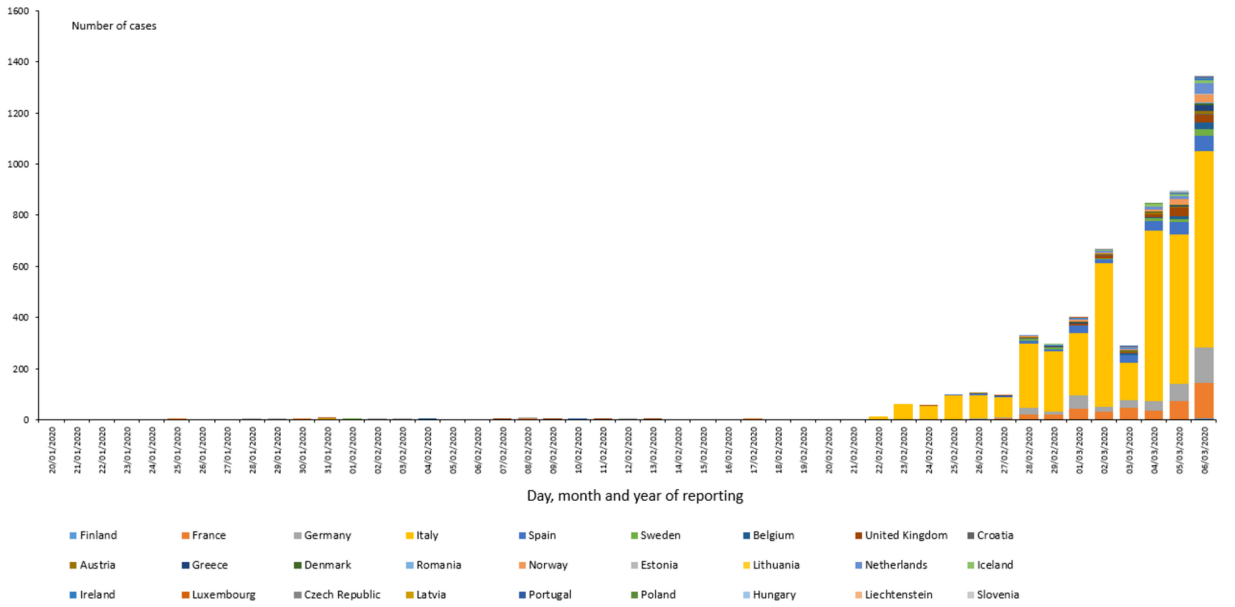 1600
Number of cases
1400
1200
1000
800
600
400
200
0
20/01/2020 21/01/2020 22/01/2020 23/01/2020 24/01/2020 25/01/2020 26/01/2020 27/01/2020 28/01/2020 29/01/2020 30/01/2020 31/01/2020 01/02/2020 02/02/2020 03/02/2020 04/02/2020 05/02/2020 06/02/2020 07/02/2020 08/02/2020 09/02/2020 10/02/2020 11/02/2020 12/02/2020 13/02/2020 14/02/2020 15/02/2020 16/02/2020 17/02/2020 18/02/2020 19/02/2020 20/02/2020 21/02/2020 22/02/2020 23/02/2020 24/02/2020 25/02/2020 26/02/2020 27/02/2020 28/02/2020 29/02/2020 01/03/2020 02/03/2020 03/03/2020 04/03/2020 05/03/2020 06/03/2020
Day, month and year of reporting
Finland France Germany Italy Spain Sweden Belgium United Kingdom Croatia
Austria Greece Denmark Romania Norway Estonia Lithuania Netherlands Iceland
Ireland Luxembourg Czech Republic Latvia Portugal Poland Hungary Liechtenstein Slovenia